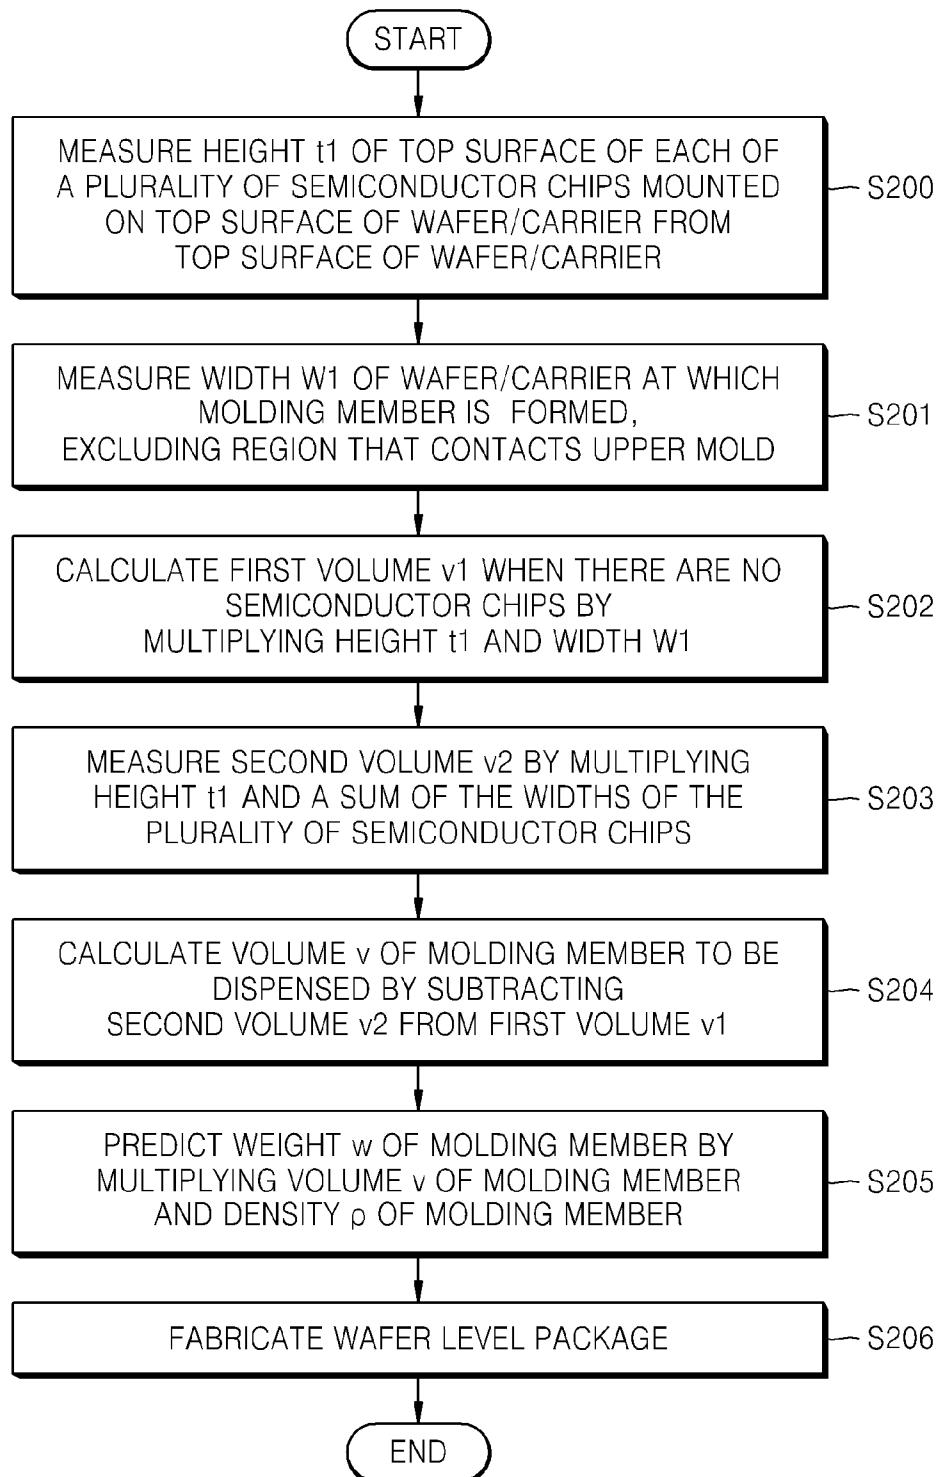 START
MEASURE HEIGHT t1 OF TOP SURFACE OF EACH OF
A PLURALITY OF SEMICONDUCTOR CHIPS MOUNTED
ON TOP SURFACE OF WAFER/CARRIER FROM
TOP SURFACE OF WAFER/CARRIER
S200
MEASURE WIDTH W1 OF WAFER/CARRIER AT WHICH
MOLDING MEMBER IS FORMED,
EXCLUDING REGION THAT CONTACTS UPPER MOLD
S201
CALCULATE FIRST VOLUME v1 WHEN THERE ARE NO
SEMICONDUCTOR CHIPS BY
MULTIPLYING HEIGHT t1 AND WIDTH W1
S202
MEASURE SECOND VOLUME v2 BY MULTIPLYING
HEIGHT t1 AND A SUM OF THE WIDTHS OF THE
PLURALITY OF SEMICONDUCTOR CHIPS
S203
CALCULATE VOLUME v OF MOLDING MEMBER TO BE
DISPENSED BY SUBTRACTING
SECOND VOLUME v2 FROM FIRST VOLUME v1
S204
PREDICT WEIGHT w OF MOLDING MEMBER BY
MULTIPLYING VOLUME v OF MOLDING MEMBER
AND DENSITY ρ OF MOLDING MEMBER
S205
FABRICATE WAFER LEVEL PACKAGE
S206
END